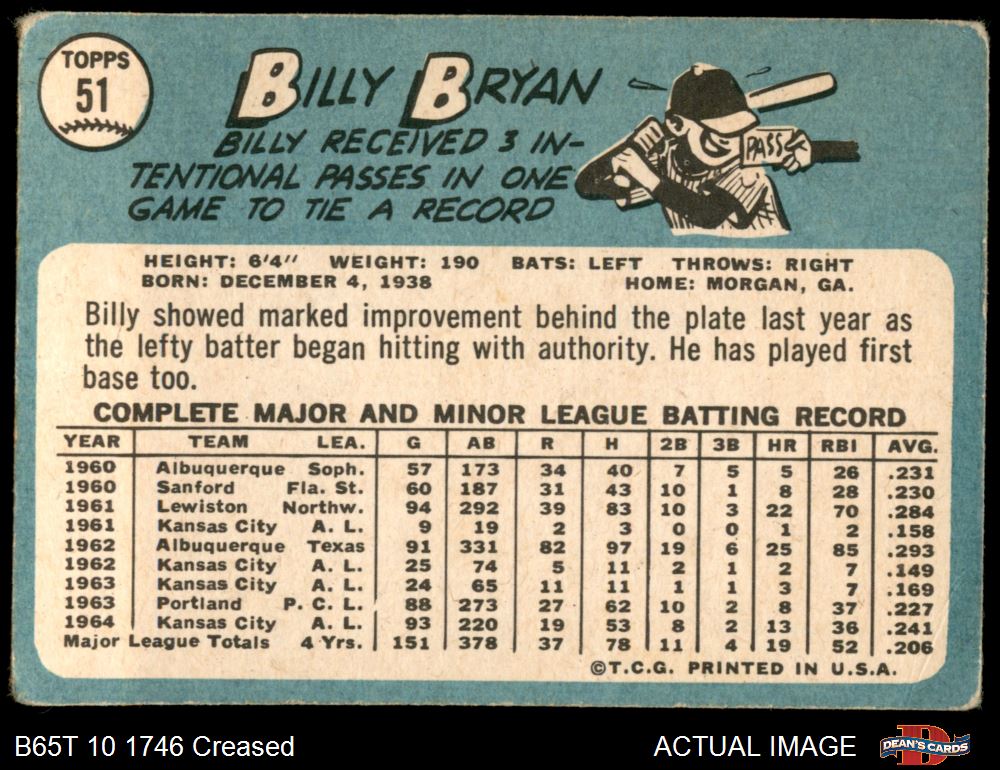 TOPPS
51
BILLY BRYAN
BILLY RECEIVED 3 IN-
TENTIONAL PASSES IN ONE
GAME TO TIE A RECORD
PASS
HEIGHT: 6'4" WEIGHT: 190 BATS: LEFT THROWS: RIGHT
BORN: DECEMBER 4, 1938 HOME: MORGAN, GA.
Billy showed marked improvement behind the plate last year as
the lefty batter began hitting with authority. He has played first
base too.
COMPLETE MAJOR AND MINOR LEAGUE BATTING RECORD
YEAR TEAM LEA. G AB R H 2B 3B HR RBI AVG.
1960 Albuquerque Soph. 57 173 34 40 7 5 5 26 .231
1960 Sanford Fla. St. 60 187 31 43 10 1 8 28 .230
1961 Lewiston Northw. 94 292 39 83 10 3 22 70 .284
1961 Kansas City A. L. 9 19 2 3 0 0 1 2 .158
1962 Albuquerque Texas 91 331 82 97 19 6 25 85 .293
1962 Kansas City A. L. 25 74 5 11 2 1 2 7 .149
1963 Kansas City A. L. 24 65 11 11 1 1 3 7 .169
1963 Portland P. C. L. 88 273 27 62 10 2 8 37 .227
1964 Kansas City A. L. 93 220 19 53 8 2 13 36 .241
Major League Totals 4 Yrs. 151 378 37 78 11 4 19 52 .206
©T.C.G. PRINTED IN U.S.A.
B65T 10 1746 Creased ACTUAL IMAGE
D
DEAN'S CARDS